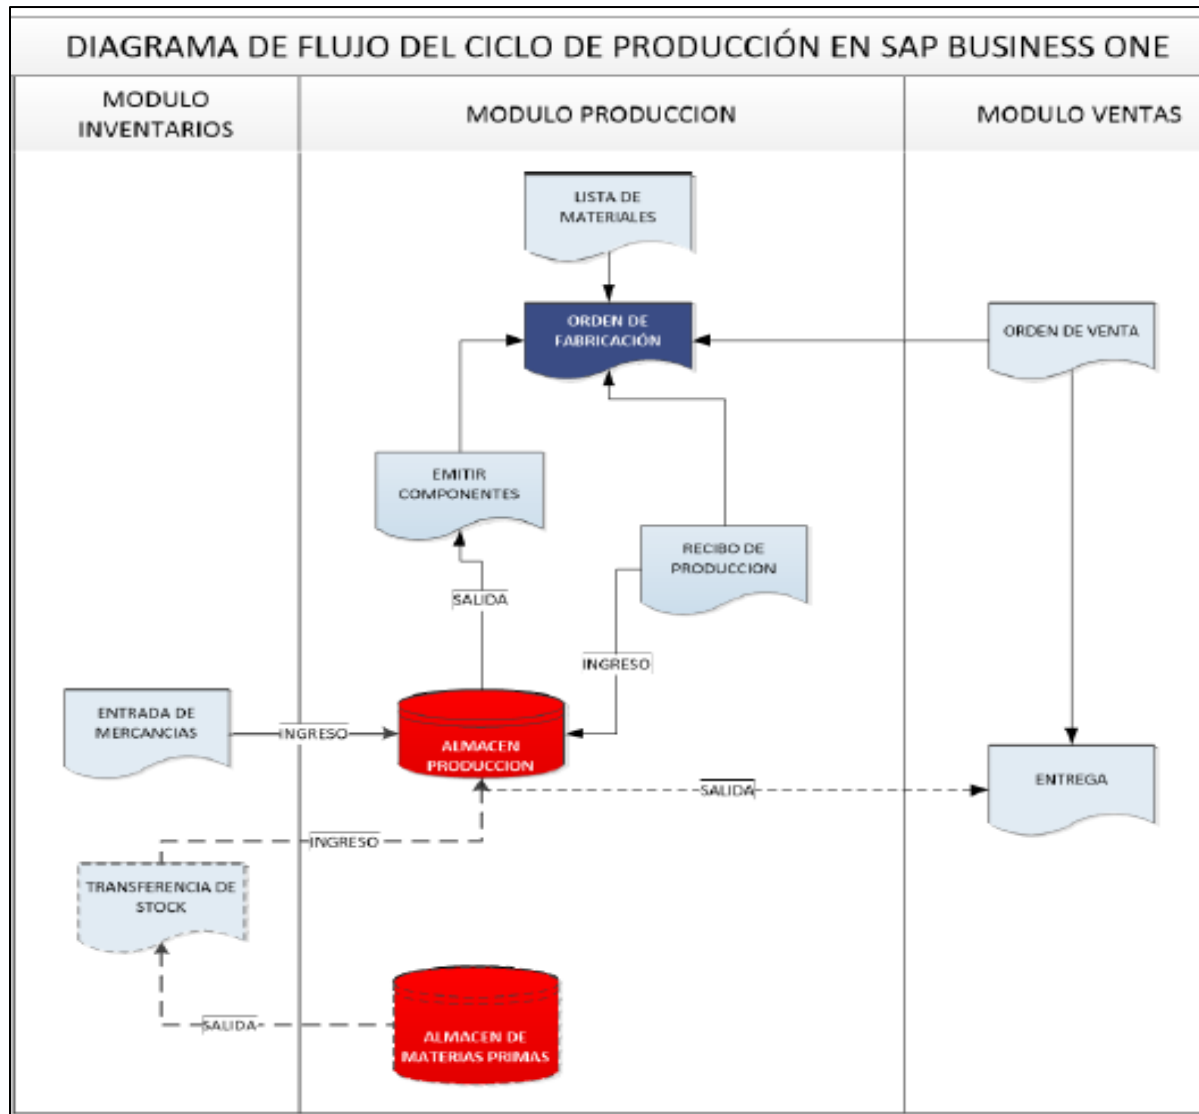 DIAGRAMA DE FLUJO DEL CICLO DE PRODUCCIÓN EN SAP BUSINESS ONE
MODULO
INVENTARIOS
MODULO PRODUCCION
MODULO VENTAS
LISTA DE
MATERIALES
ORDEN DE
FABRICACIÓN
ORDEN DE VENTA
EMITIR
COMPONENTES
RECIBO DE
PRODUCCION
SALIDA
INGRESO
ENTRADA DE
MERCANCIAS
INGRESO
ALMACEN
PRODUCCION
ENTREGA
SALIDA
INGRESO
TRANSFERENCIA DE
STOCK
SALIDA
ALMACEN DE
MATERIAS PRIMAS